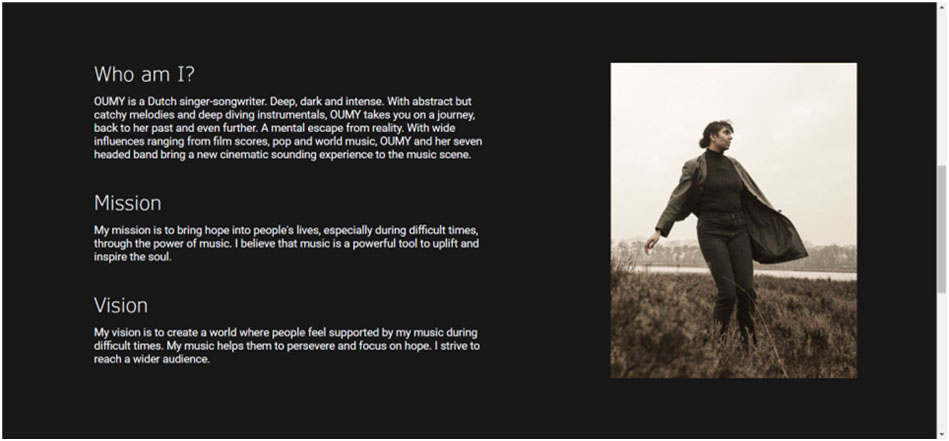 Who am I?
OUMY is a Dutch singer-songwriter. Deep, dark and intense. With abstract but
catchy melodies and deep diving instrumentals, OUMY takes you on a journey,
back to her past and even further. A mental escape from reality. With wide
influences ranging from film scores, pop and world music, OUMY and her seven
headed band bring a new cinematic sounding experience to the music scene.
Mission
My mission is to bring hope into people's lives, especially during difficult times,
through the power of music. I believe that music is a powerful tool to uplift and
inspire the soul.
Vision
My vision is to create a world where people feel supported by my music during
difficult times. My music helps them to persevere and focus on hope. I strive to
reach a wider audience.